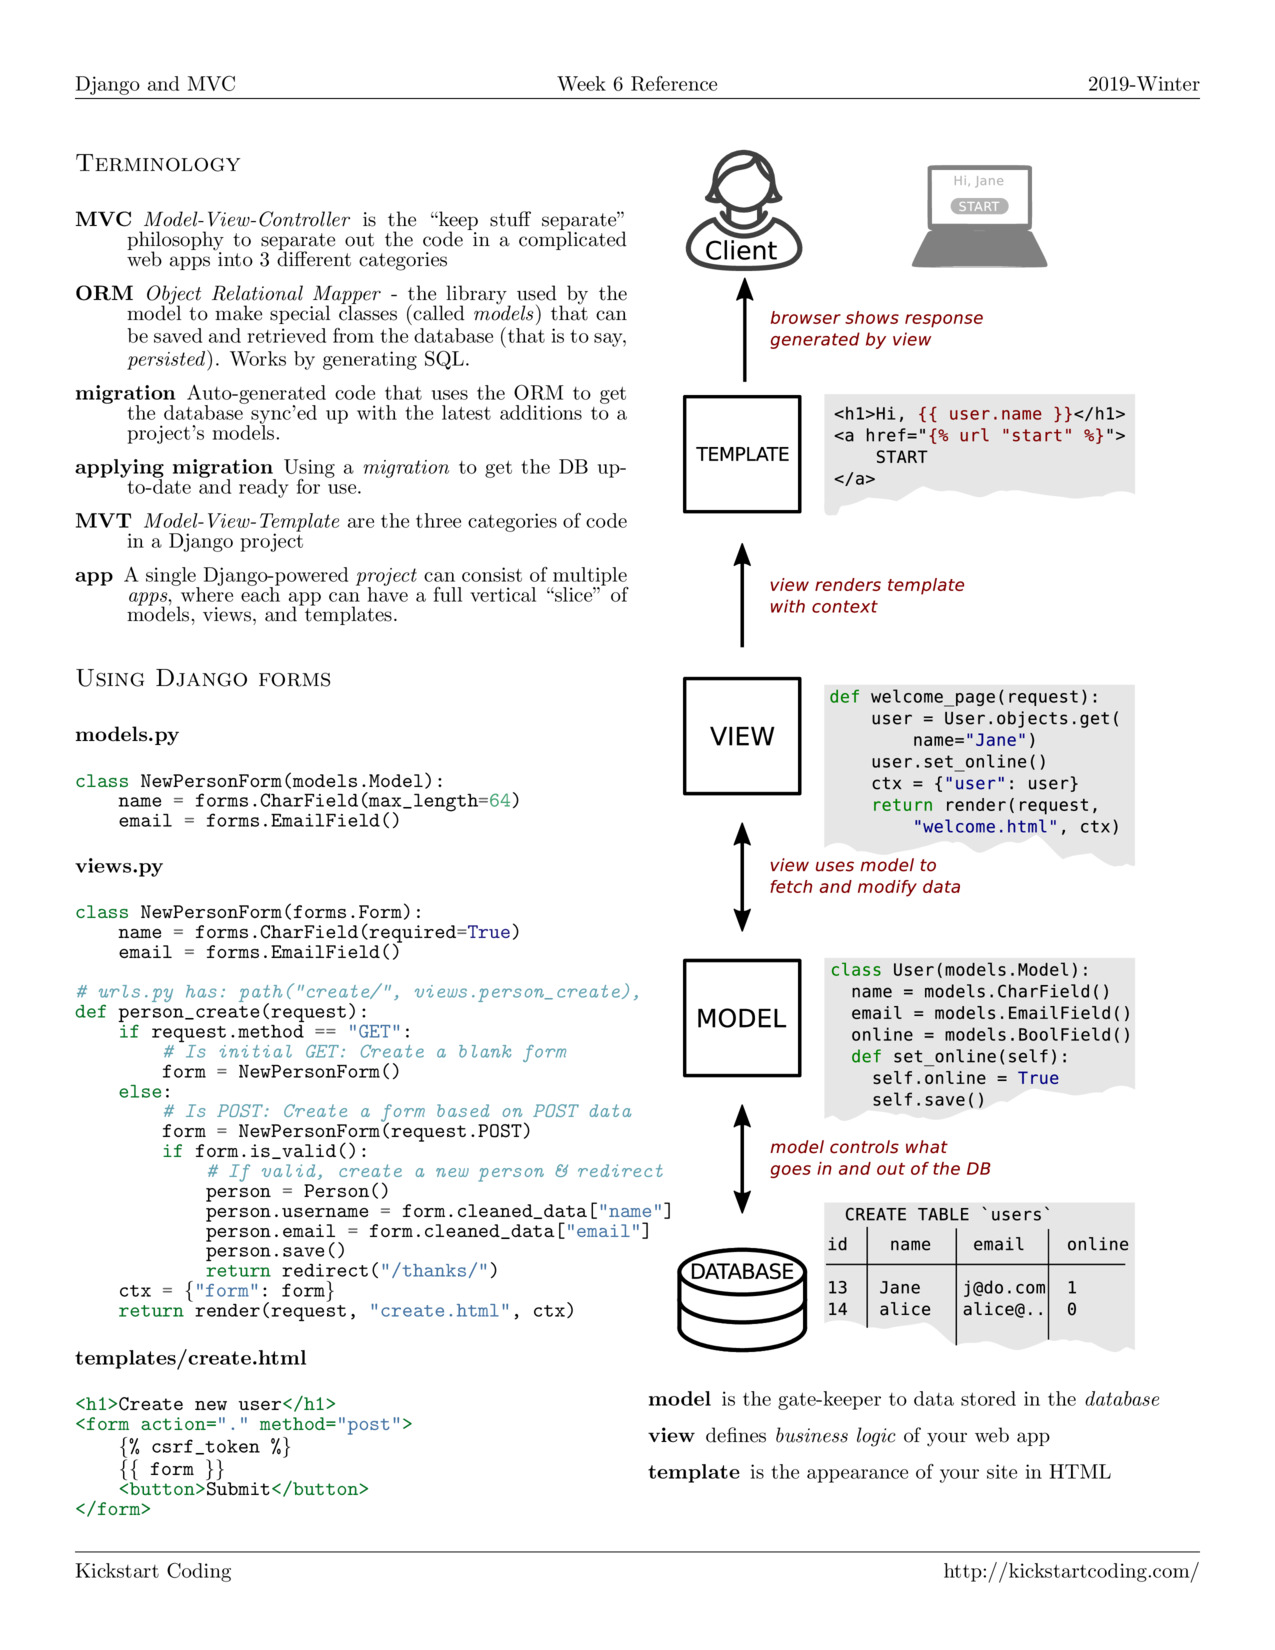 Django and MVC
Week 6 Reference
2019-Winter
Terminology
MVC Model-View-Controller is the “keep stuff separate”
philosophy to separate out the code in a complicated
web apps into 3 different categories
ORM Object Relational Mapper - the library used by the
model to make special classes (called models) that can
be saved and retrieved from the database (that is to say,
persisted). Works by generating SQL.
migration Auto-generated code that uses the ORM to get
the database sync’ed up with the latest additions to a
project’s models.
applying migration Using a migration to get the DB up-
to-date and ready for use.
MVT Model-View-Template are the three categories of code
in a Django project
app A single Django-powered project can consist of multiple
apps, where each app can have a full vertical “slice” of
models, views, and templates.
Using Django forms
models.py
class NewPersonForm(models.Model):
    name = forms.CharField(max_length=64)
    email = forms.EmailField()
views.py
class NewPersonForm(forms.Form):
    name = forms.CharField(required=True)
    email = forms.EmailField()
# urls.py has: path("create/", views.person_create),
def person_create(request):
    if request.method == "GET":
        # Is initial GET: Create a blank form
        form = NewPersonForm()
    else:
        # Is POST: Create a form based on POST data
        form = NewPersonForm(request.POST)
        if form.is_valid():
            # If valid, create a new person & redirect
            person = Person()
            person.username = form.cleaned_data["name"]
            person.email = form.cleaned_data["email"]
            person.save()
            return redirect("/thanks/")
    ctx = {"form": form}
    return render(request, "create.html", ctx)
templates/create.html
<h1>Create new user</h1>
<form action="." method="post">
    {% csrf_token %}
    {{ form }}
    <button>Submit</button>
</form>
Client
Hi, Jane
START
browser shows response
generated by view
TEMPLATE
<h1>Hi, {{ user.name }}</h1>
<a href="{% url "start" %}">
    START
</a>
view renders template
with context
VIEW
def welcome_page(request):
    user = User.objects.get(
        name="Jane")
    user.set_online()
    ctx = {"user": user}
    return render(request,
        "welcome.html", ctx)
view uses model to
fetch and modify data
MODEL
class User(models.Model):
  name = models.CharField()
  email = models.EmailField()
  online = models.BoolField()
  def set_online(self):
    self.online = True
    self.save()
model controls what
goes in and out of the DB
DATABASE
CREATE TABLE `users`
id name email online
13 Jane j@do.com 1
14 alice alice@.. 0
model is the gate-keeper to data stored in the database
view defines business logic of your web app
template is the appearance of your site in HTML
Kickstart Coding
http://kickstartcoding.com/